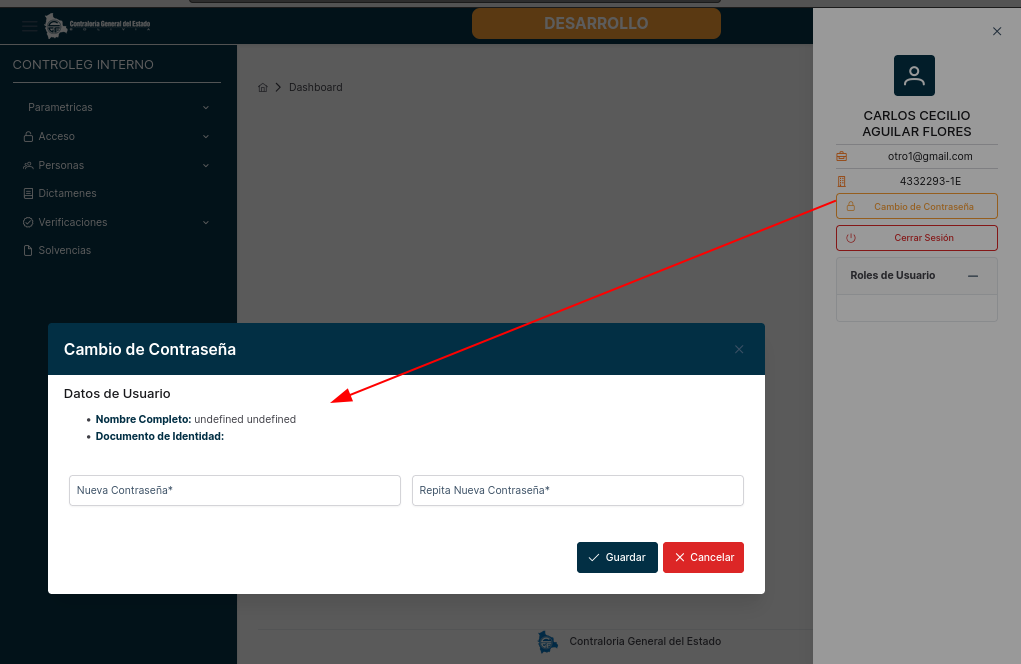 Contraloría General del Estado
DESARROLLO
CONTROLEG INTERNO
Parametricas
Acceso
Personas
Dictamenes
Verificaciones
Solvencias
Dashboard
CARLOS CECILIO
AGUILAR FLORES
otro1@gmail.com
4332293-1E
Cambio de Contraseña
Cerrar Sesión
Roles de Usuario
Cambio de Contraseña
Datos de Usuario
• Nombre Completo: undefined undefined
• Documento de Identidad:
Nueva Contraseña*
Repita Nueva Contraseña*
Guardar
Cancelar
Contraloria General del Estado